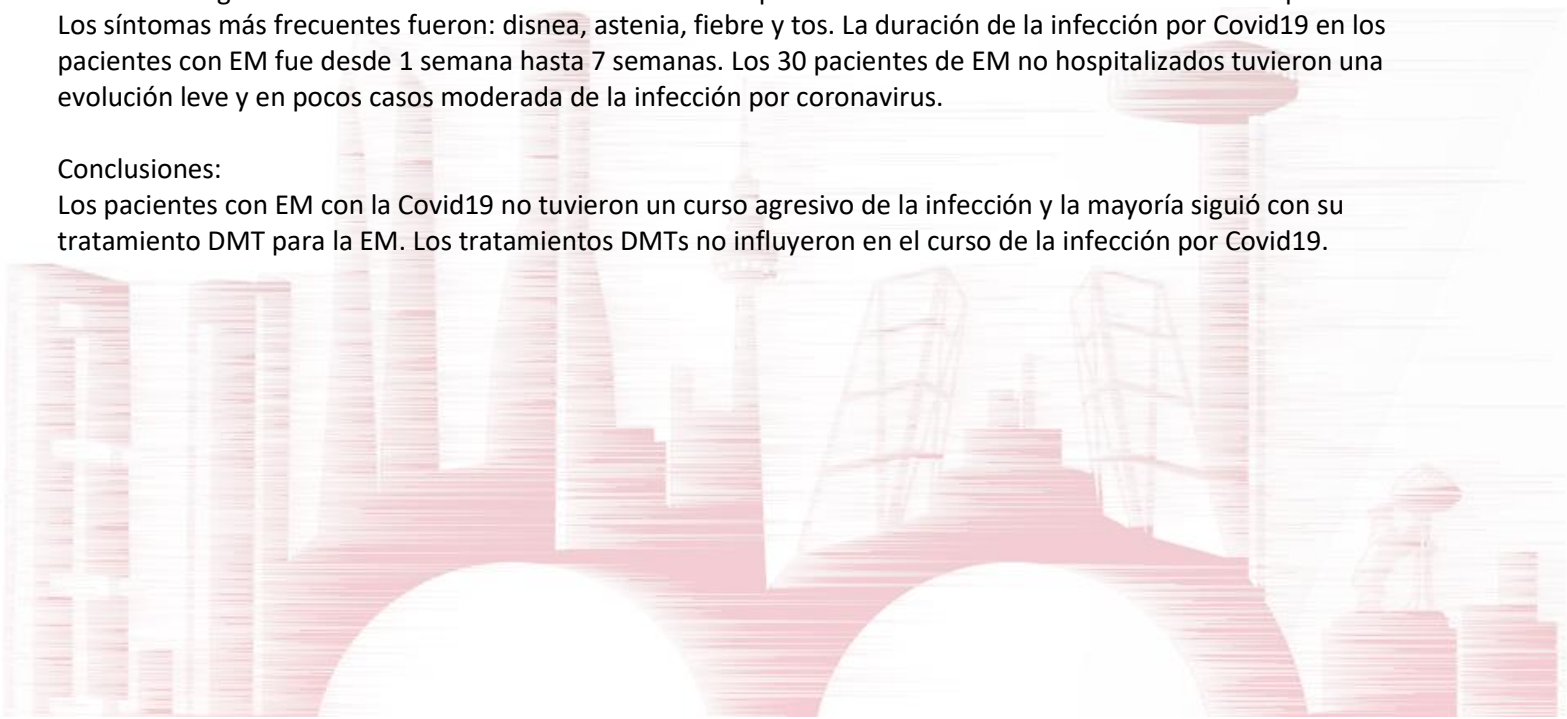 Los síntomas más frecuentes fueron: disnea, astenia, fiebre y tos. La duración de la infección por Covid19 en los
pacientes con EM fue desde 1 semana hasta 7 semanas. Los 30 pacientes de EM no hospitalizados tuvieron una
evolución leve y en pocos casos moderada de la infección por coronavirus.
Conclusiones:
Los pacientes con EM con la Covid19 no tuvieron un curso agresivo de la infección y la mayoría siguió con su
tratamiento DMT para la EM. Los tratamientos DMTs no influyeron en el curso de la infección por Covid19.